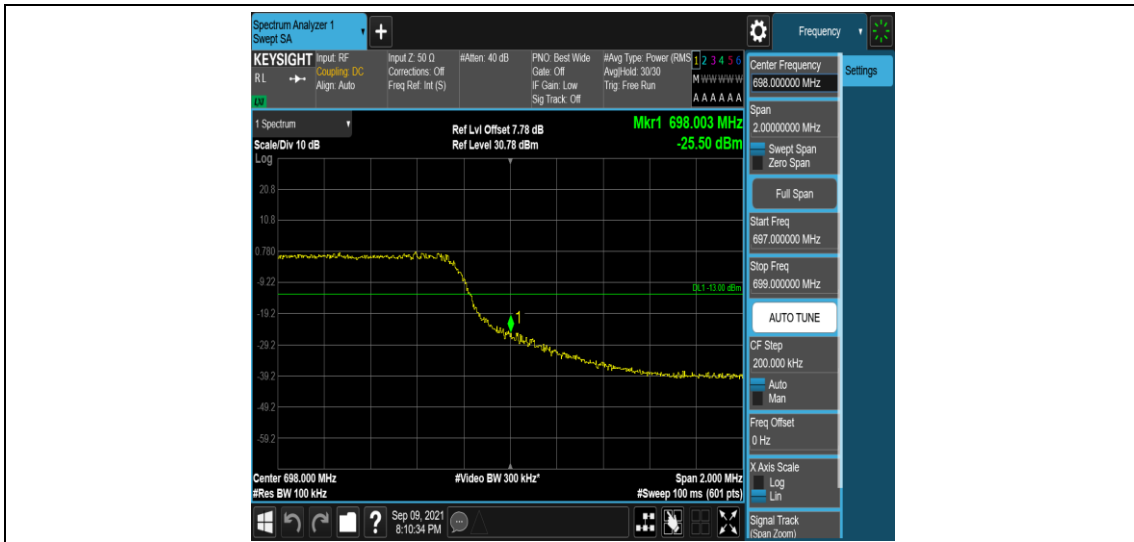 Spectrum Analyzer 1
Swept SA
+
Frequency
KEYSIGHT
RL
LXI
Input: RF
Coupling: DC
Align: Auto
Input Z: 50 Ω
Corrections: Off
Freq Ref: Int (S)
#Atten: 40 dB
PNO: Best Wide
Gate: Off
IF Gain: Low
Sig Track: Off
#Avg Type: Power (RMS
Avg|Hold: 30/30
Trig: Free Run
1 2 3 4 5 6
M W W W W W
A A A A A A
1 Spectrum
Scale/Div 10 dB
Log
Ref Lvl Offset 7.78 dB
Ref Level 30.78 dBm
Mkr1 698.003 MHz
-25.50 dBm
20.8
10.8
0.780
-9.22
-19.2
-29.2
-39.2
-49.2
-59.2
DL1 -13.00 dBm
1
Center 698.000 MHz
#Res BW 100 kHz
#Video BW 300 kHz*
Span 2.000 MHz
#Sweep 100 ms (601 pts)
Center Frequency
698.000000 MHz
Settings
Span
2.00000000 MHz
Swept Span
Zero Span
Full Span
Start Freq
697.000000 MHz
Stop Freq
699.000000 MHz
AUTO TUNE
CF Step
200.000 kHz
Auto
Man
Freq Offset
0 Hz
X Axis Scale
Log
Lin
Signal Track
(Span Zoom)
?
Sep 09, 2021
8:10:34 PM